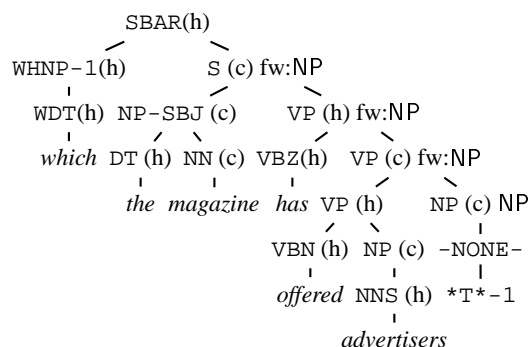 SBAR(h)
WHNP-1(h) S (c) fw:NP
WDT(h) NP-SBJ (c) VP (h) fw:NP
which DT (h) NN (c) VBZ(h) VP (c) fw:NP
the magazine has VP (h) NP (c) NP
VBN (h) NP (c) -NONE-
offered NNS (h) *T*-1
advertisers